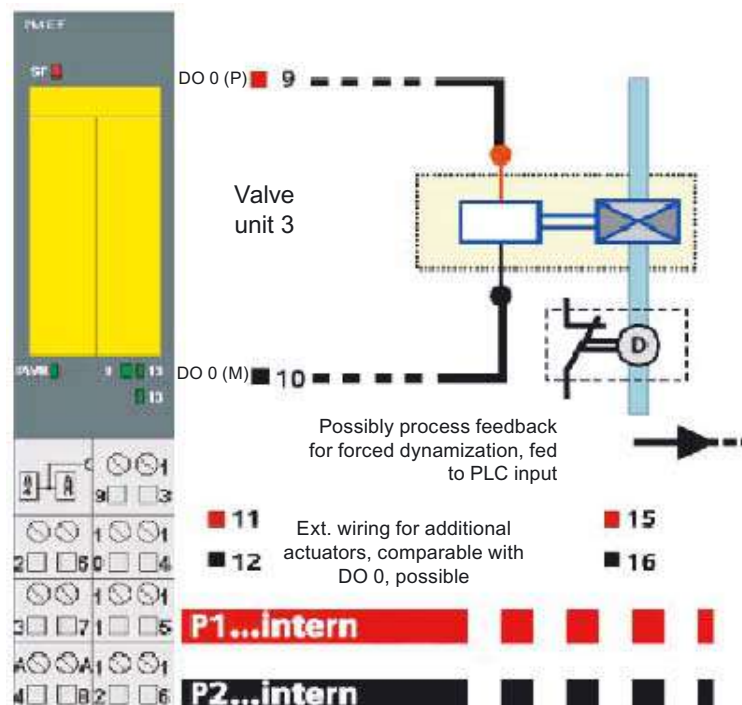 PM E F
SF
DO 0 (P)
9
Valve
unit 3
D
PWR
9
13
13
DO 0 (M)
10
Possibly process feedback
for forced dynamization, fed
to PLC input
11
12
Ext. wiring for additional
actuators, comparable with
DO 0, possible
15
16
P1...intern
P2...intern